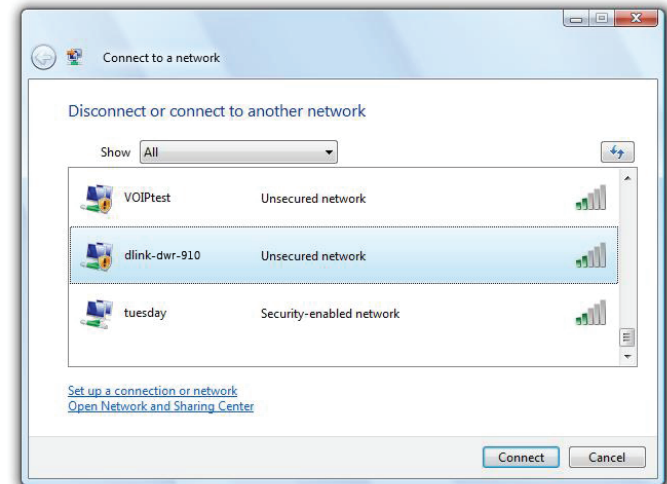 Connect to a network
Disconnect or connect to another network
Show All
VOIPtest Unsecured network
dlink-dwr-910 Unsecured network
tuesday Security-enabled network
Set up a connection or network
Open Network and Sharing Center
Connect Cancel